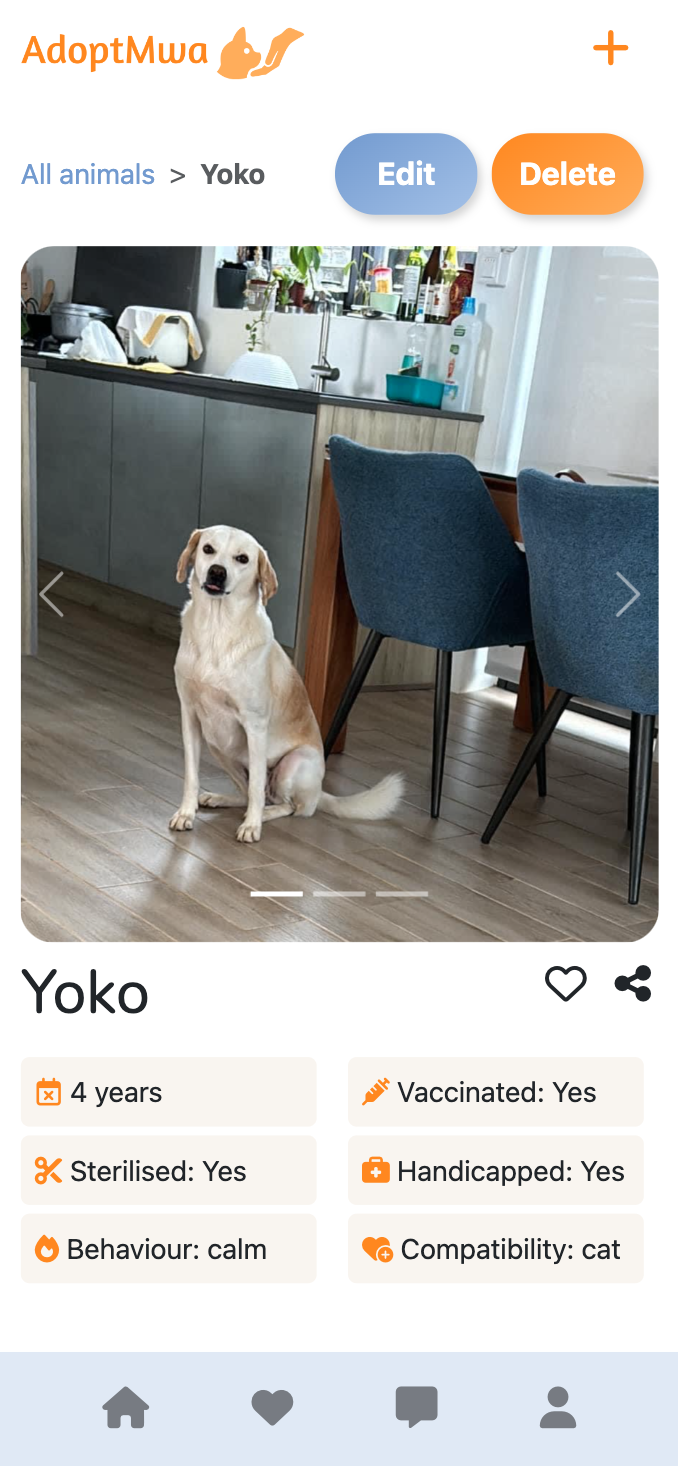 AdoptMwa
All animals > Yoko
Edit
Delete
Yoko
4 years
Vaccinated: Yes
Sterilised: Yes
Handicapped: Yes
Behaviour: calm
Compatibility: cat